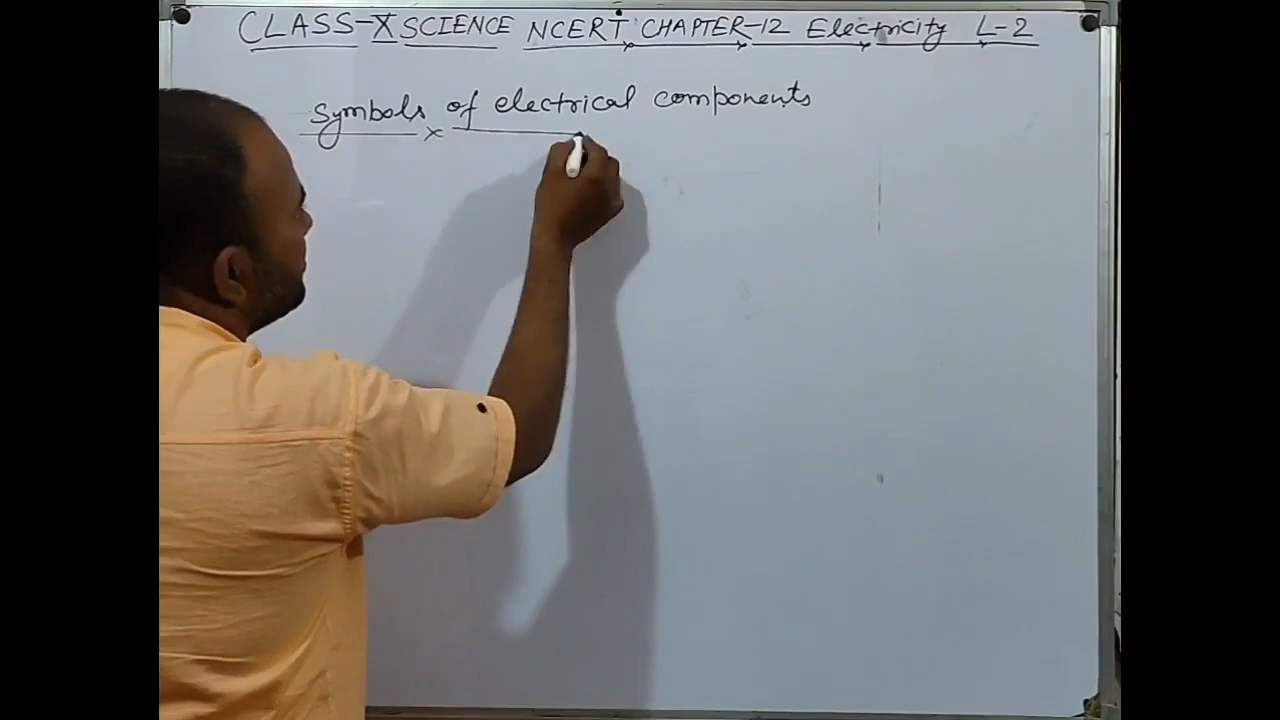 CLASS-X SCIENCE NCERT CHAPTER-12 Electricity L-2
Symbols of electrical components